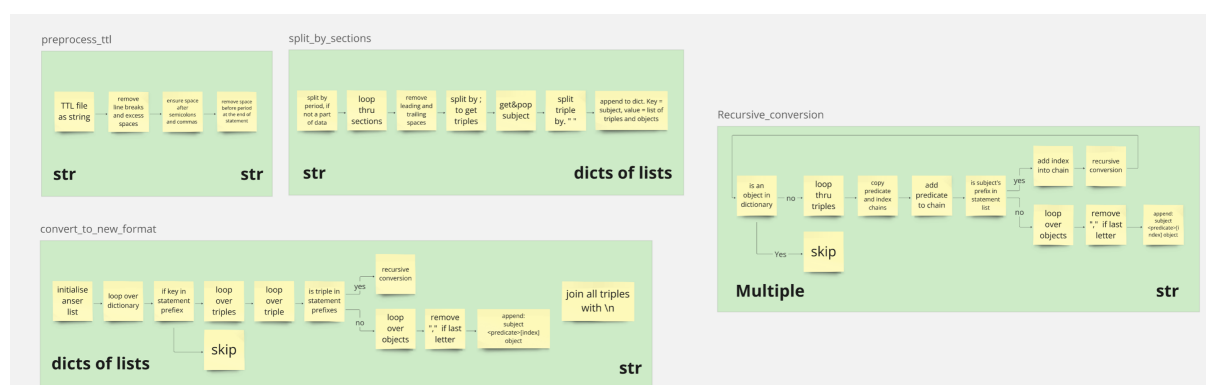 preprocess_ttl
TTL file
as string
remove
line breaks
and excess
spaces
ensure space
after
semicolons
and commas
remove space
before period
at the end of
statement
str
str
split_by_sections
split by
period, if
not a part
of data
loop
thru
sections
remove
leading and
tralling
spaces
split by ;
to get
triples
get&pop
subject
split
triple
by. " "
append to dict. Key =
subject, value = list of
triples and objects
str
dicts of lists
Recursive_conversion
is an
object in
dictionary
no
Yes
skip
loop
thru
triples
copy
predicate
and index
chains
add
predicate
to chain
is subject's
prefix in
statement
list
yes
add index
into chain
recursive
conversion
no
loop
over
objects
remove
"," if last
letter
append:
subject
<predicate>[i
ndex] object
Multiple
str
convert_to_new_format
initialise
anser
list
loop over
dictionary
if key in
statement
prefiex
skip
loop
over
triples
loop
over
triple
is triple in
statement
prefixes
yes
recursive
conversion
no
loop
over
objects
remove
"," if last
letter
append:
subject
<predicate>[index]
object
join all triples
with \n
dicts of lists
str